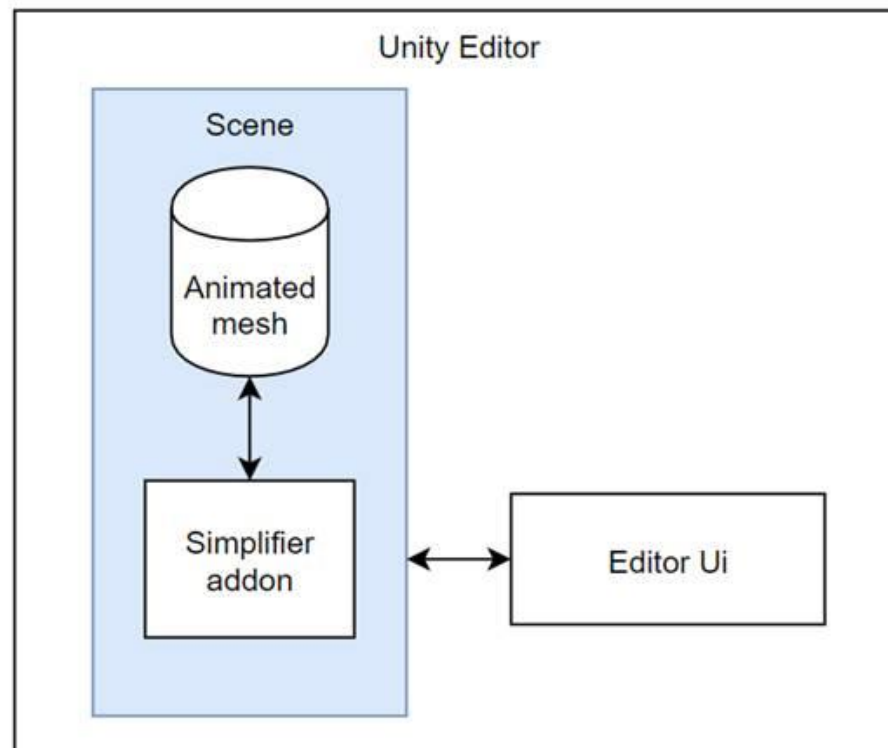 Unity Editor
Scene
Animated
mesh
Simplifier
addon
Editor Ui